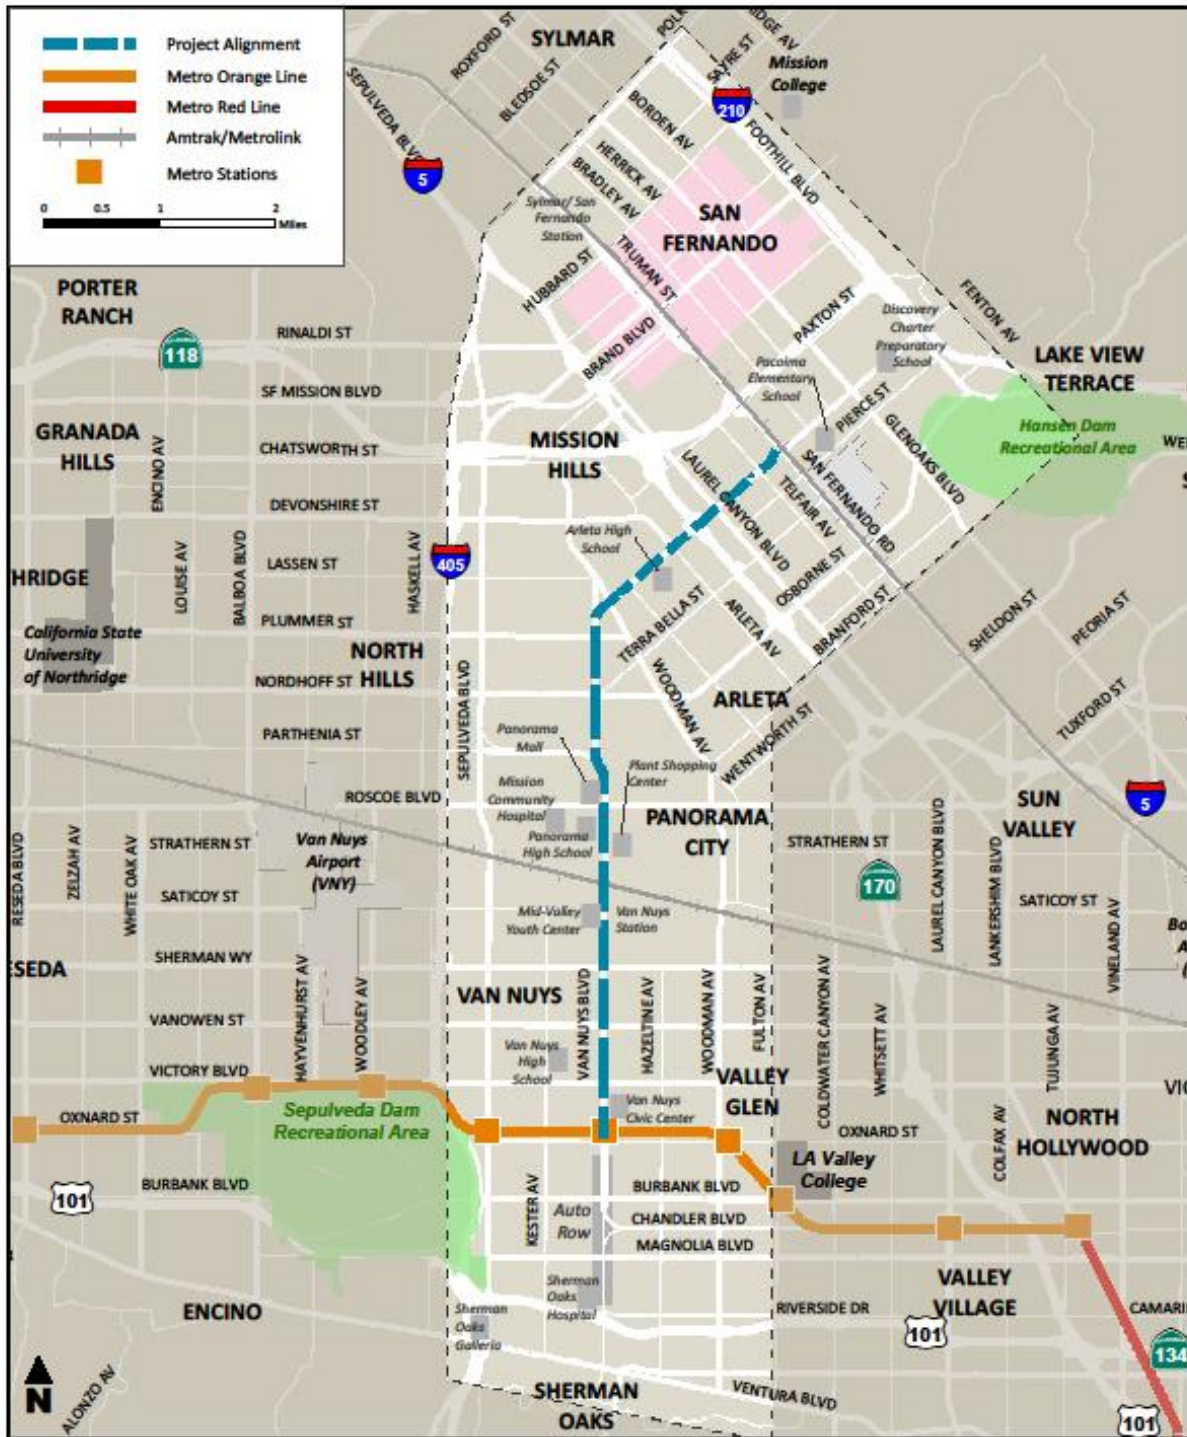 Project Alignment
Metro Orange Line
Metro Red Line
Amtrak/Metrolink
Metro Stations
0 0.5 1 2
Miles
SYLMAR
ROXFORD ST
BLEDSOE ST
SEPULVEDA BLVD
5
POLK
SAYRE ST
RIDGE AV
Mission
College
210
BORDEN AV
FOOTHILL BLVD
HERRICK AV
BRADLEY AV
Sylmar/ San
Fernando
Station
SAN
FERNANDO
TRUMAN ST
HUBBARD ST
BRAND BLVD
PAXTON ST
FENTON AV
Discovery
Charter
Preparatory
School
Pacoima
Elementary
School
PIERCE ST
LAKE VIEW
TERRACE
Hansen Dam
Recreational Area
GLENOAKS BLVD
PORTER
RANCH
118
RINALDI ST
SF MISSION BLVD
GRANADA
HILLS
CHATSWORTH ST
ENCINO AV
DEVONSHIRE ST
MISSION
HILLS
LAUREL CANYON BLVD
TELFAIR AV
SAN FERNANDO RD
Arleta High
School
405
LASSEN ST
LOUISE AV
BALBOA BLVD
HASKELL AV
HRIDGE
PLUMMER ST
OSBORNE ST
BRANFORD ST
TERRA BELLA ST
ARLETA AV
SHELDON ST
PEORIA ST
California State
University
of Northridge
NORTH
HILLS
NORDHOFF ST
SEPULVEDA BLVD
WOODMAN AV
ARLETA
WENTWORTH ST
TUXFORD ST
PARTHENIA ST
Panorama
Mall
Plant Shopping
Center
Mission
Community
Hospital
ROSCOE BLVD
PANORAMA
CITY
SUN
VALLEY
5
Panorama
High School
RESEDA BLVD
ZELZAH AV
WHITE OAK AV
STRATHERN ST
Van Nuys
Airport
(VNY)
STRATHERN ST
170
LAUREL CANYON BLVD
LANKERSHIM BLVD
SATICOY ST
SATICOY ST
VINELAND AV
Mid-Valley
Youth Center
Van Nuys
Station
Bo
A
(
ESEDA
SHERMAN WY
HAYVENHURST AV
WOODLEY AV
VAN NUYS
VAN NUYS BLVD
HAZELTINE AV
WOODMAN AV
FULTON AV
COLDWATER CANYON AV
WHITSETT AV
TUJUNGA AV
VANOWEN ST
Van Nuys
High
School
VICTORY BLVD
VIC
VALLEY
GLEN
OXNARD ST
Sepulveda Dam
Recreational Area
Van Nuys
Civic Center
OXNARD ST
COLFAX AV
NORTH
HOLLYWOOD
LA Valley
College
101
BURBANK BLVD
KESTER AV
Auto
Row
BURBANK BLVD
CHANDLER BLVD
MAGNOLIA BLVD
ENCINO
Sherman
Oaks
Hospital
Sherman
Oaks
Galleria
RIVERSIDE DR
VALLEY
VILLAGE
101
CAMARI
134
N
ALONZO AV
SHERMAN
OAKS
VENTURA BLVD
101